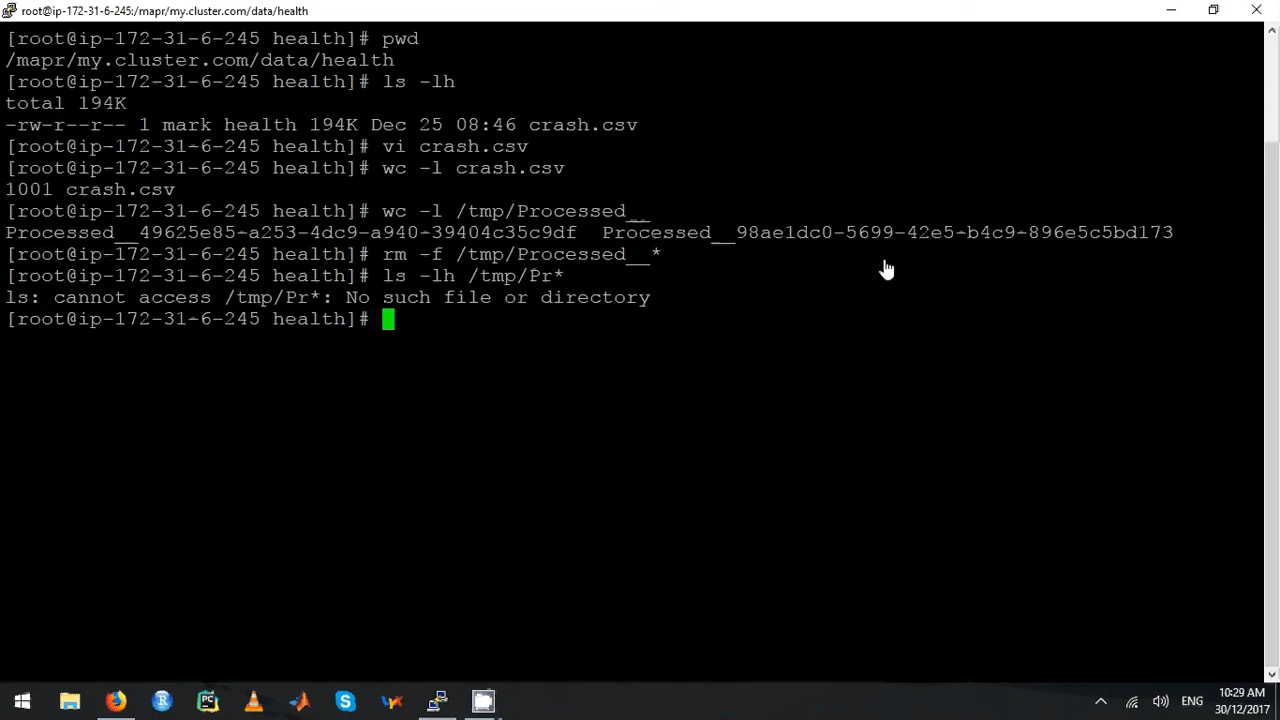 root@ip-172-31-6-245:/mapr/my.cluster.com/data/health
[root@ip-172-31-6-245 health]# pwd
/mapr/my.cluster.com/data/health
[root@ip-172-31-6-245 health]# ls -lh
total 194K
-rw-r--r-- 1 mark health 194K Dec 25 08:46 crash.csv
[root@ip-172-31-6-245 health]# vi crash.csv
[root@ip-172-31-6-245 health]# wc -l crash.csv
1001 crash.csv
[root@ip-172-31-6-245 health]# wc -l /tmp/Processed__
Processed__49625e85-a253-4dc9-a940-39404c35c9df  Processed__98ae1dc0-5699-42e5-b4c9-896e5c5bd173
[root@ip-172-31-6-245 health]# rm -f /tmp/Processed__*
[root@ip-172-31-6-245 health]# ls -lh /tmp/Pr*
ls: cannot access /tmp/Pr*: No such file or directory
[root@ip-172-31-6-245 health]#
R
PC
S
ENG
10:29 AM
30/12/2017